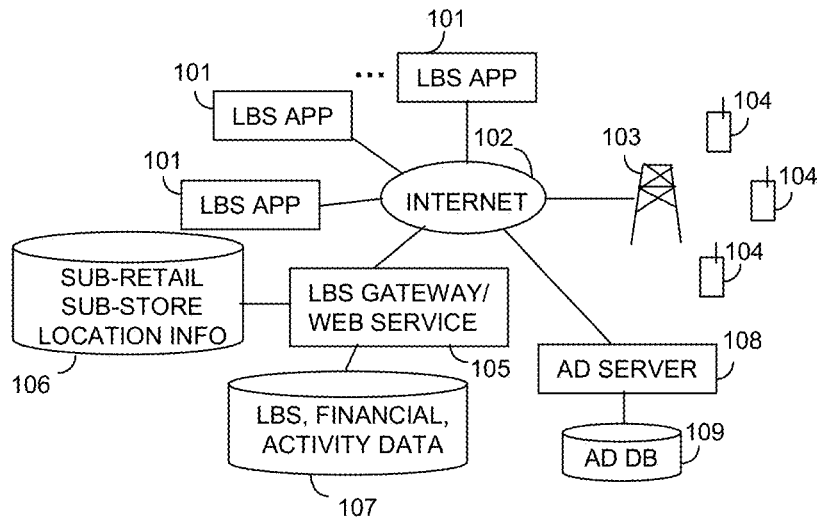 101
LBS APP
...
101
LBS APP
104
102
103
101
LBS APP
INTERNET
104
SUB-RETAIL
SUB-STORE
LOCATION INFO
106
LBS GATEWAY/
WEB SERVICE
105
104
AD SERVER
108
LBS, FINANCIAL,
ACTIVITY DATA
107
AD DB
109